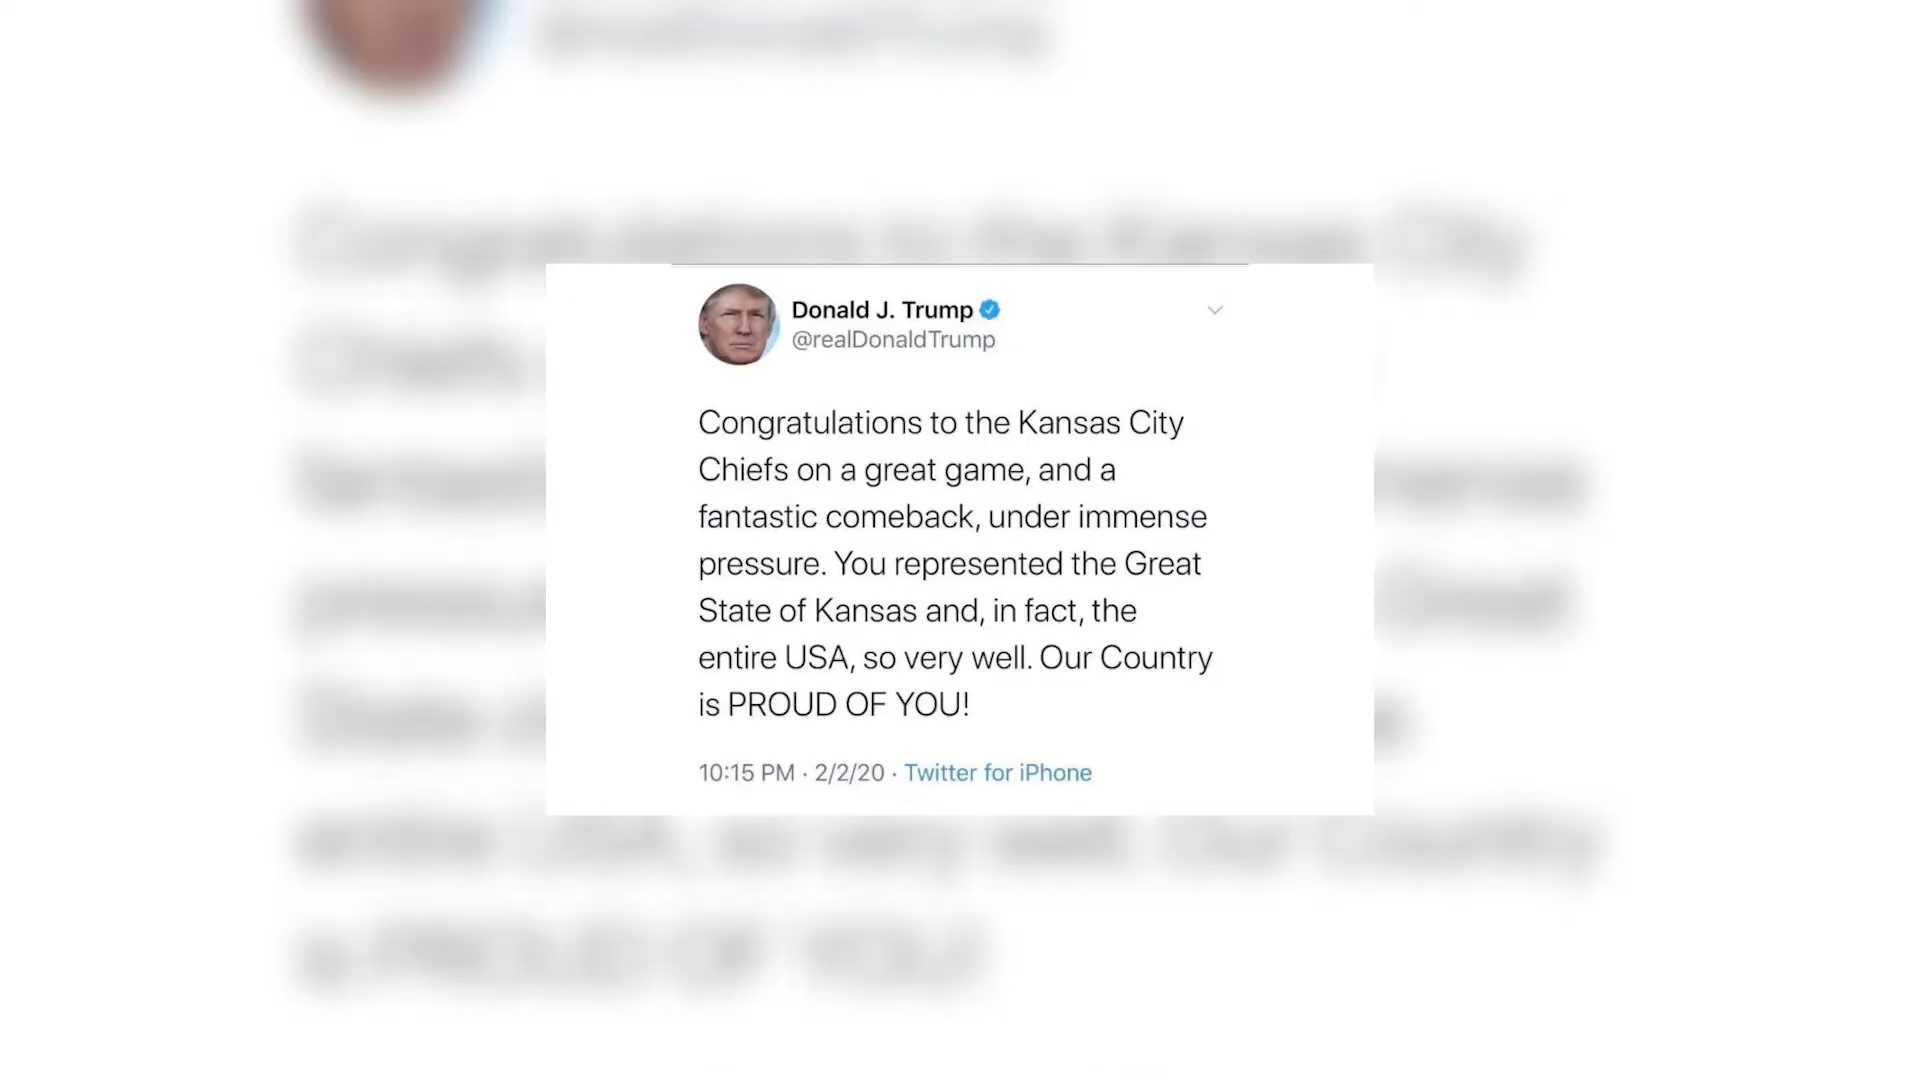 Donald J. Trump
@realDonaldTrump
Congratulations to the Kansas City
Chiefs on a great game, and a
fantastic comeback, under immense
pressure. You represented the Great
State of Kansas and, in fact, the
entire USA, so very well. Our Country
is PROUD OF YOU!
10:15 PM · 2/2/20 · Twitter for iPhone